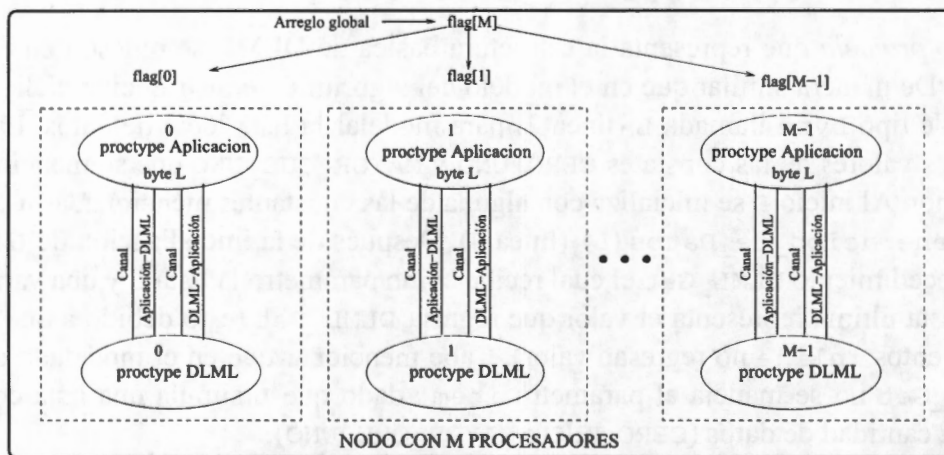 Arreglo global
flag[M]
flag[0]
flag[1]
flag[M−1]
0
proctype Aplicacion
byte L
Canal
Aplicación−DLML
Canal
DLML−Aplicación
0
proctype DLML
1
proctype Aplicacion
byte L
Canal
Aplicación−DLML
Canal
DLML−Aplicación
1
proctype DLML
M−1
proctype Aplicacion
byte L
Canal
Aplicación−DLML
Canal
DLML−Aplicación
M−1
proctype DLML
NODO CON M PROCESADORES